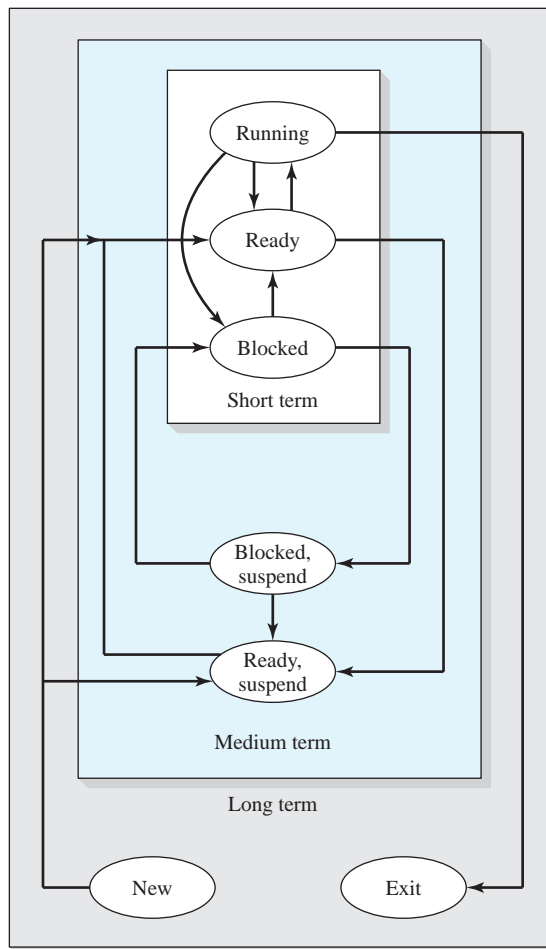 Running
Ready
Blocked
Short term
Blocked,
suspend
Ready,
suspend
Medium term
Long term
New
Exit